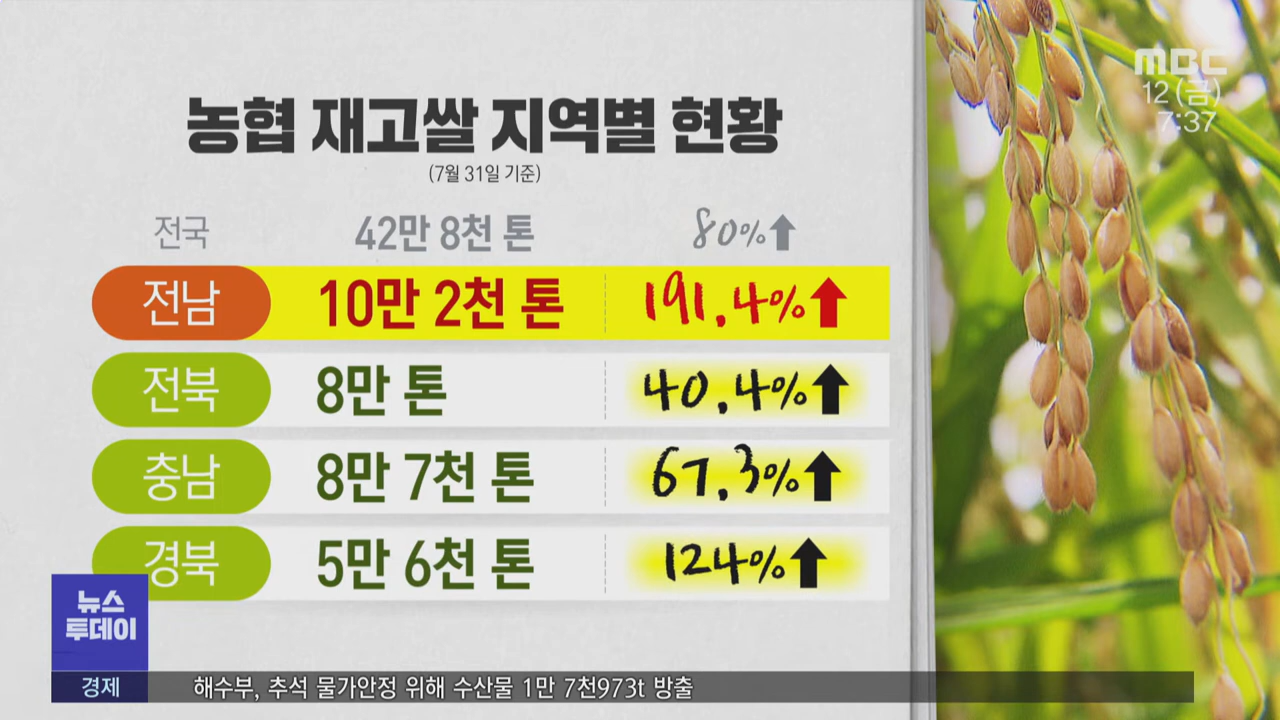 MBC
12(금)
7:37
농협 재고쌀 지역별 현황
(7월 31일 기준)
전국 42만 8천 톤 80%
전남 10만 2천 톤 191.4%
전북 8만 톤 40.4%
충남 8만 7천 톤 67.3%
경북 5만 6천 톤 124%
뉴스
투데이
경제 해수부, 추석 물가안정 위해 수산물 1만 7천973t 방출